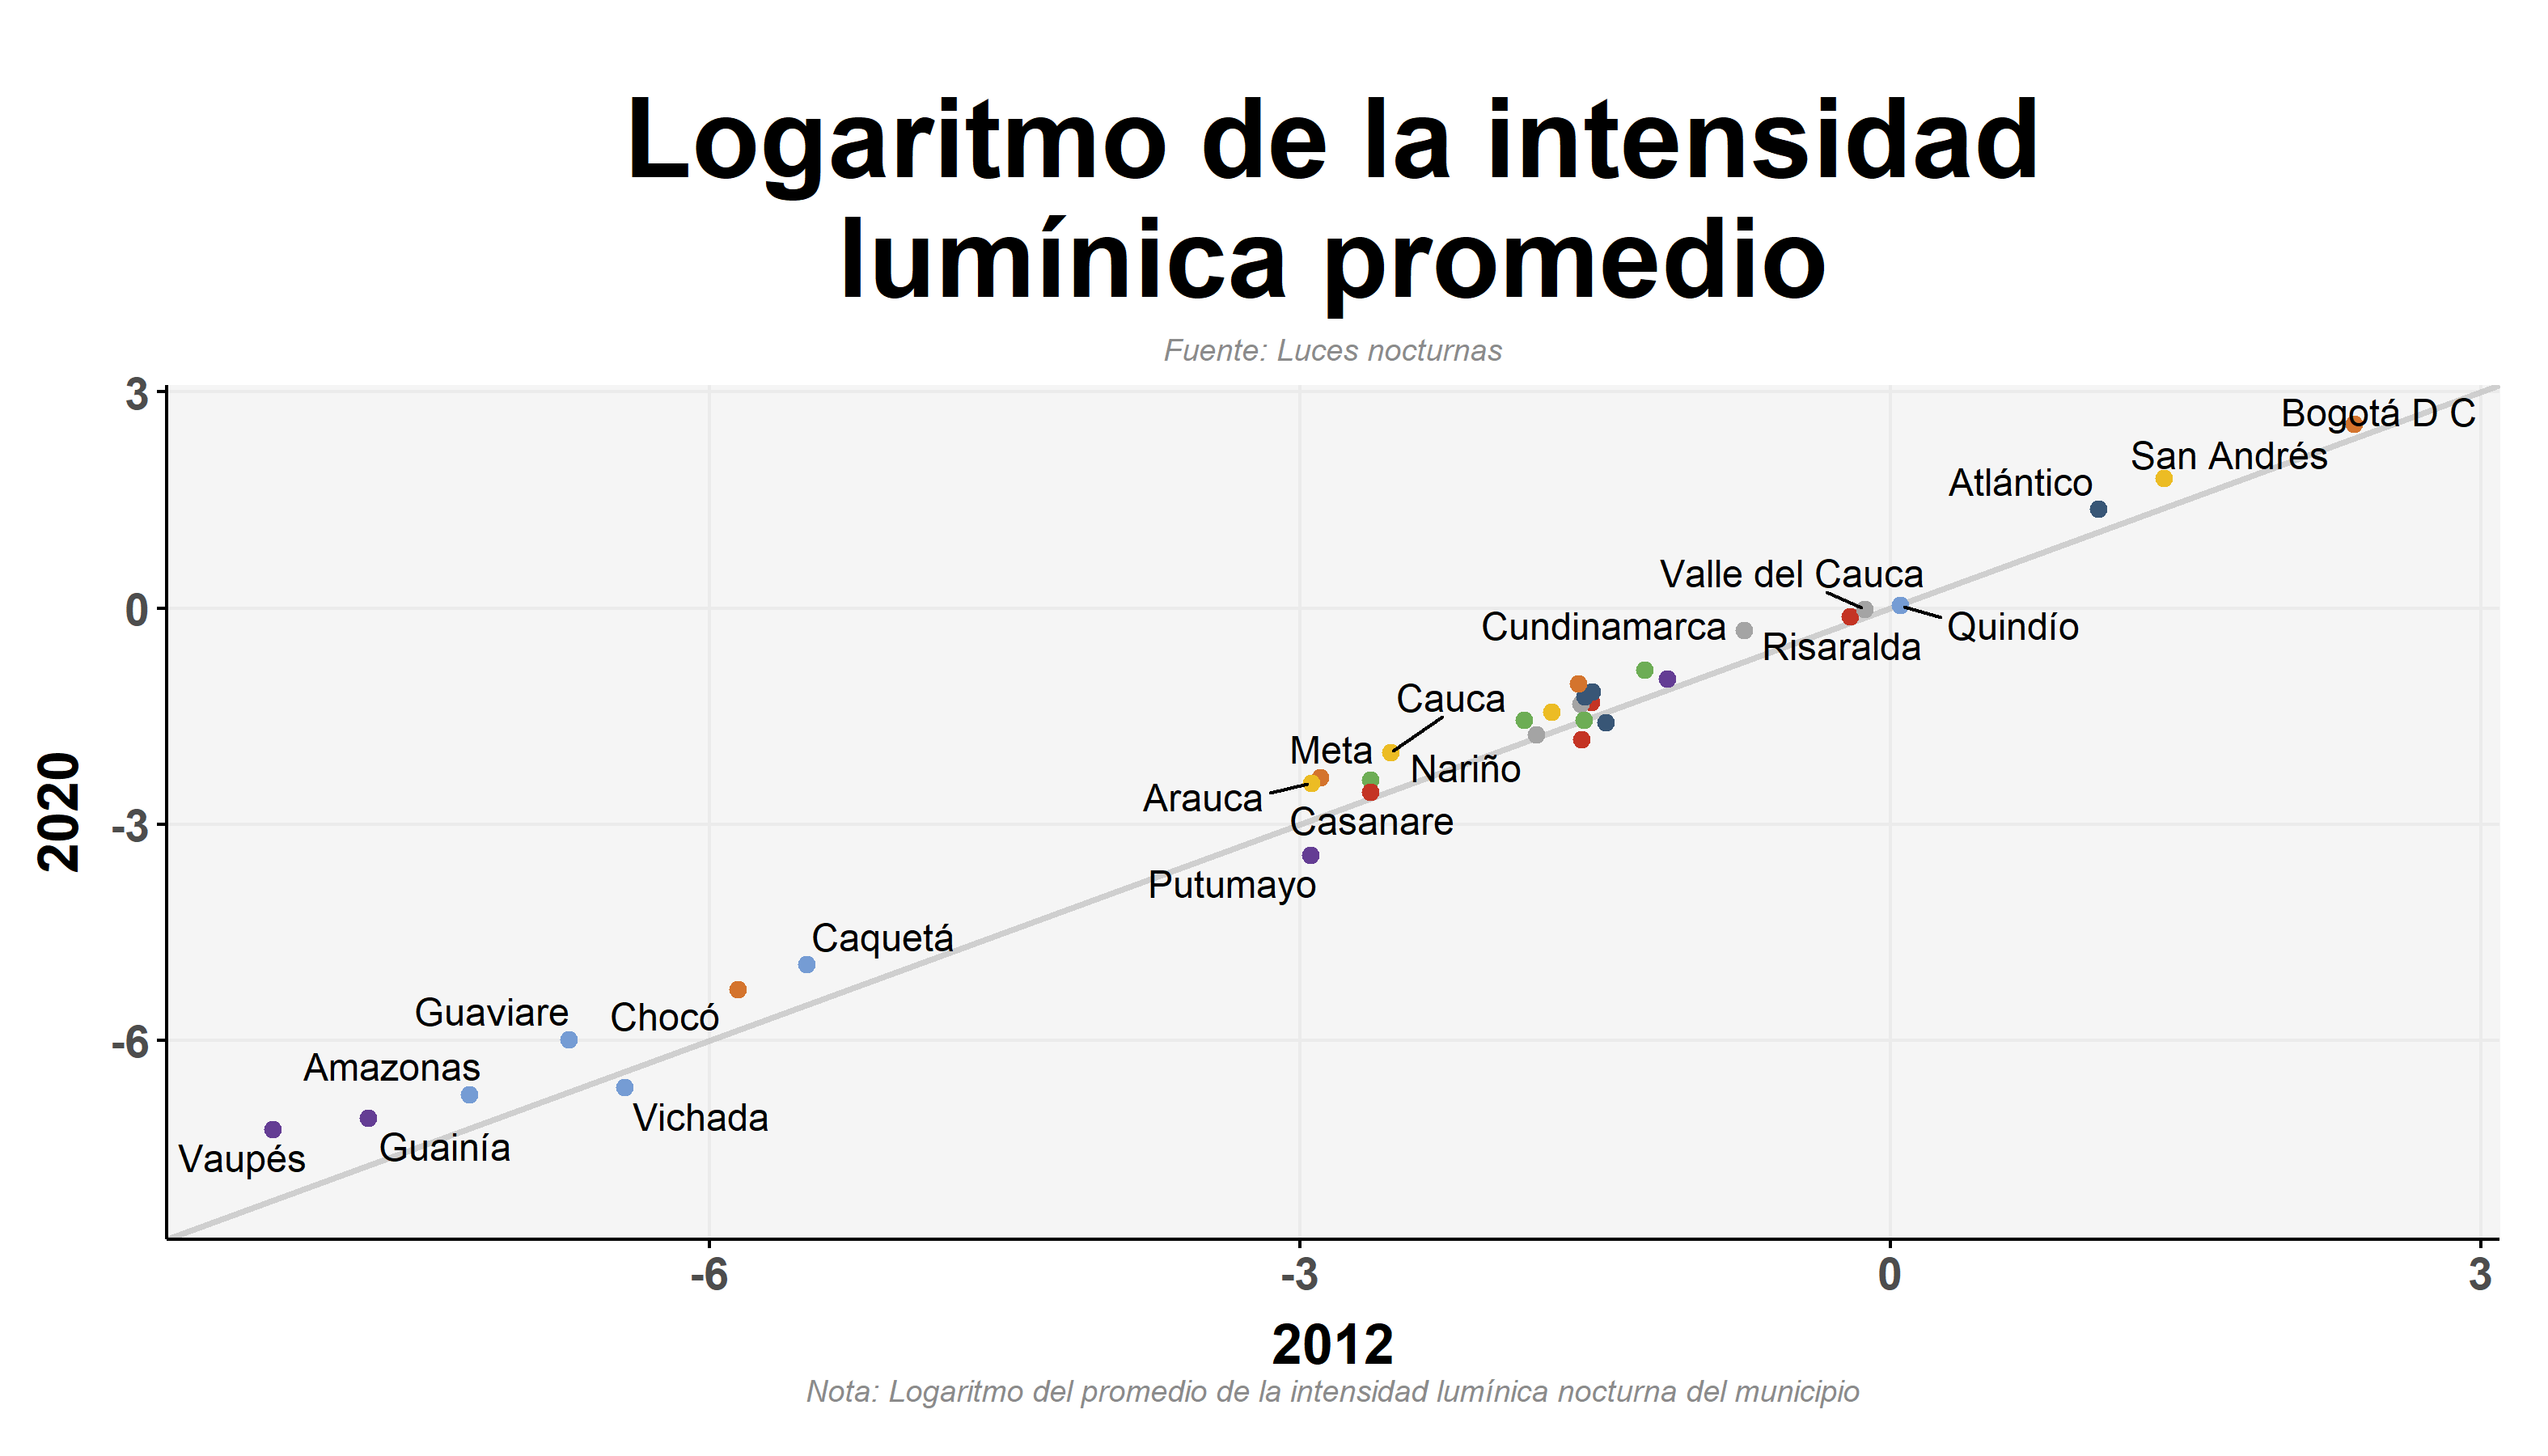 Logaritmo de la intensidad
lumínica promedio
Fuente: Luces nocturnas
3
0
-3
-6
2020
Bogotá D C
San Andrés
Atlántico
Valle del Cauca
Cundinamarca
Quindío
Risaralda
Cauca
Meta
Nariño
Arauca
Casanare
Putumayo
Caquetá
Guaviare
Chocó
Amazonas
Vichada
Guainía
Vaupés
-6
-3
0
3
2012
Nota: Logaritmo del promedio de la intensidad lumínica nocturna del municipio